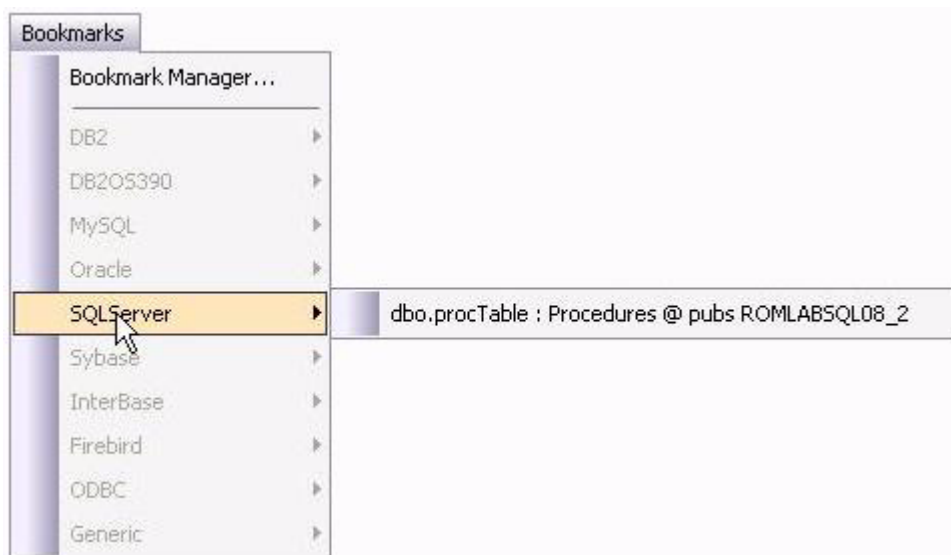 Bookmarks
Bookmark Manager...
DB2
DB2OS390
MySQL
Oracle
SQLServer
dbo.procTable : Procedures @ pubs ROMLABSQL08_2
Sybase
InterBase
Firebird
ODBC
Generic